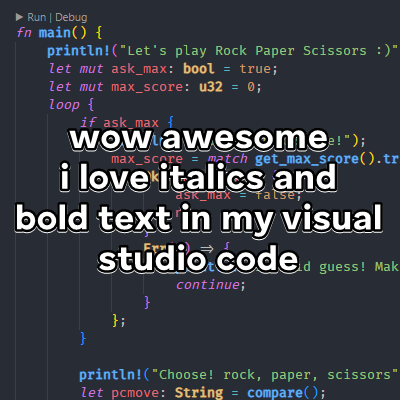 Run | Debug
fn main() {
println!("Let's play Rock Paper Scissors :)"
let mut ask_max: bool = true;
let mut max_score: u32 = 0;
loop {
if ask_max {
wow awesome
e!");
max_score = match get_max_score().tr
i love italics and
ask_max = false;
bold text in my visual
}
=> {
studio code
guess! Mak
continue;
}
};
}
println!("Choose! rock, paper, scissors"
let pcmove: String = compare();